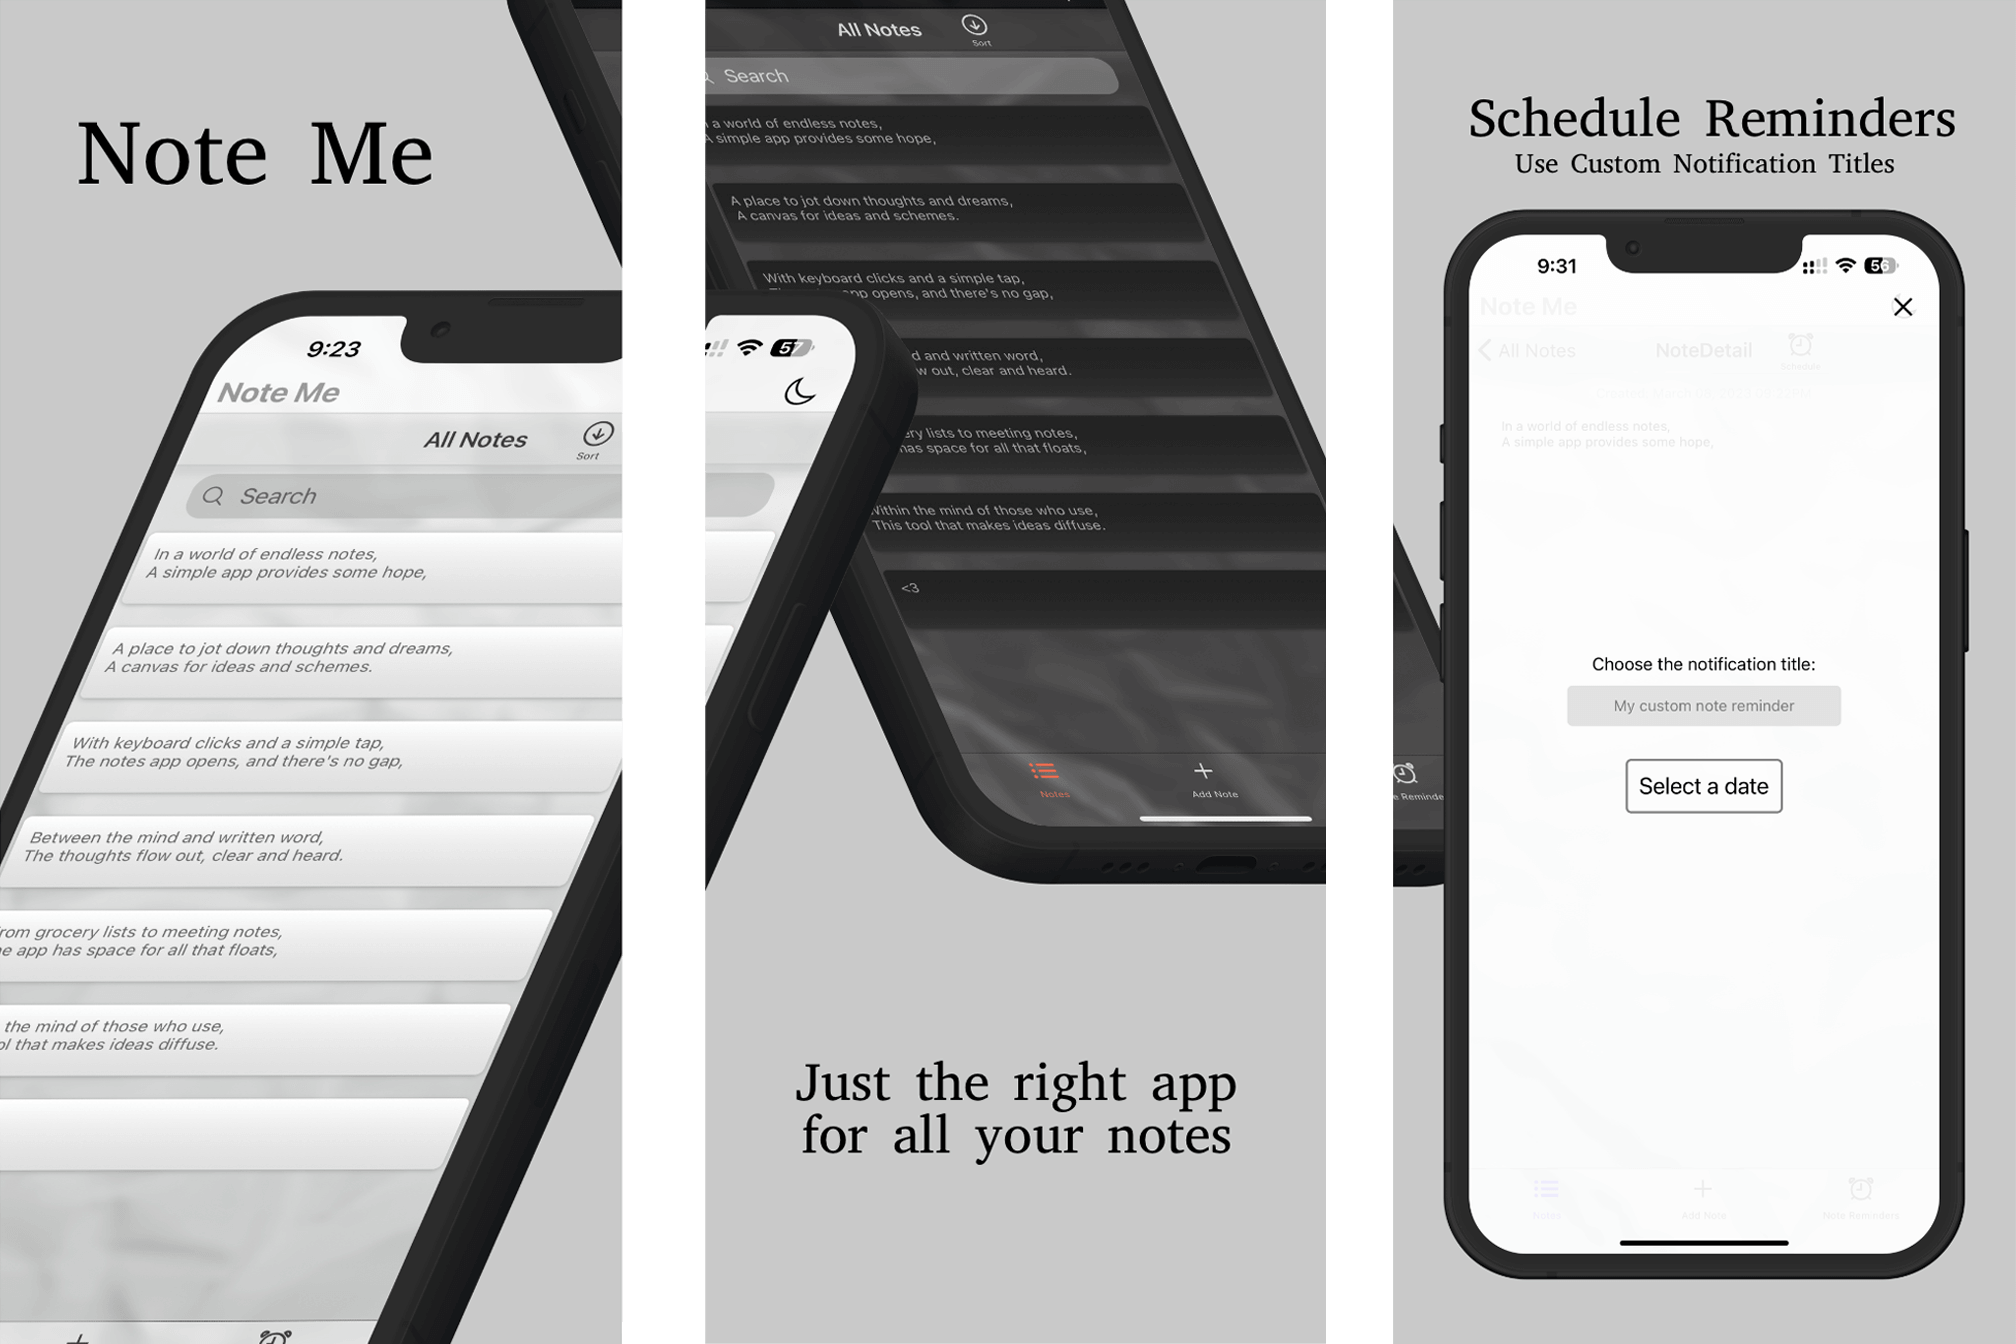 Note Me
9:23
Note Me
All Notes
Sort
Search
In a world of endless notes,
A simple app provides some hope,
A place to jot down thoughts and dreams,
A canvas for ideas and schemes.
With keyboard clicks and a simple tap,
The notes app opens, and there's no gap,
Between the mind and written word,
The thoughts flow out, clear and heard.
rom grocery lists to meeting notes,
e app has space for all that floats,
the mind of those who use,
ol that makes ideas diffuse.
All Notes
Sort
Search
a world of endless notes,
A simple app provides some hope,
A place to jot down thoughts and dreams,
A canvas for ideas and schemes.
With keyboard clicks and a simple tap,
app opens, and there's no gap,
57
d and written word,
w out, clear and heard.
ery lists to meeting notes,
has space for all that floats,
Within the mind of those who use,
This tool that makes ideas diffuse.
<3
Notes
Add Note
Just the right app
for all your notes
Schedule Reminders
Use Custom Notification Titles
9:31
56
Note Me
All Notes
NoteDetail
Schedule
In a world of endless notes,
A simple app provides some hope,
Choose the notification title:
My custom note reminder
Select a date
e Reminde
Notes
Add Note
Note Reminders